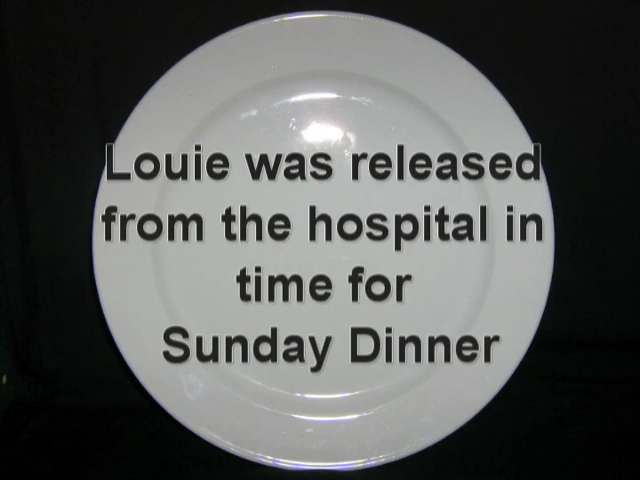 Louie was released
from the hospital in
time for
Sunday Dinner